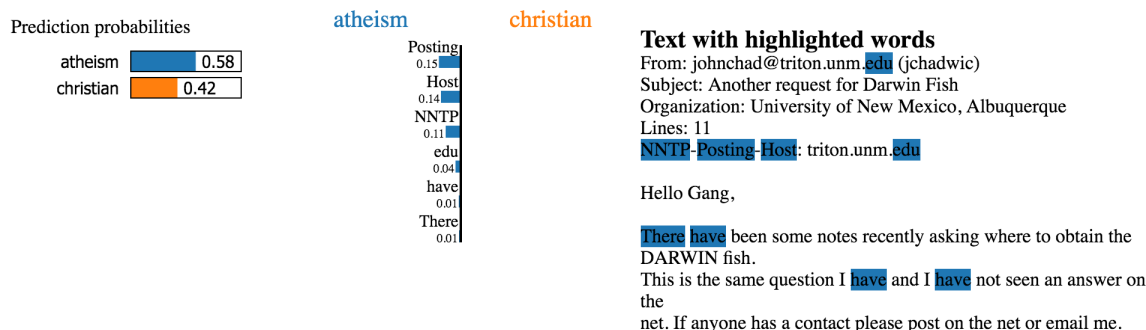 Prediction probabilities
atheism 0.58
christian 0.42
atheism christian
Posting
0.15
Host
0.14
NNTP
0.11
edu
0.04
have
0.01
There
0.01
Text with highlighted words
From: johnchad@triton.unm.edu (jchadwic)
Subject: Another request for Darwin Fish
Organization: University of New Mexico, Albuquerque
Lines: 11
NNTP-Posting-Host: triton.unm.edu
Hello Gang,
There have been some notes recently asking where to obtain the
DARWIN fish.
This is the same question I have and I have not seen an answer on
the
net. If anyone has a contact please post on the net or email me.